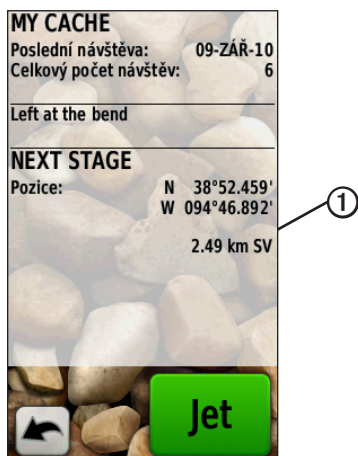 MY CACHE
Poslední návštěva: 09-ZÁŘ-10
Celkový počet návštěv: 6
Left at the bend
NEXT STAGE
Pozice: N 38°52.459'
W 094°46.892'
2.49 km SV
①
Jet